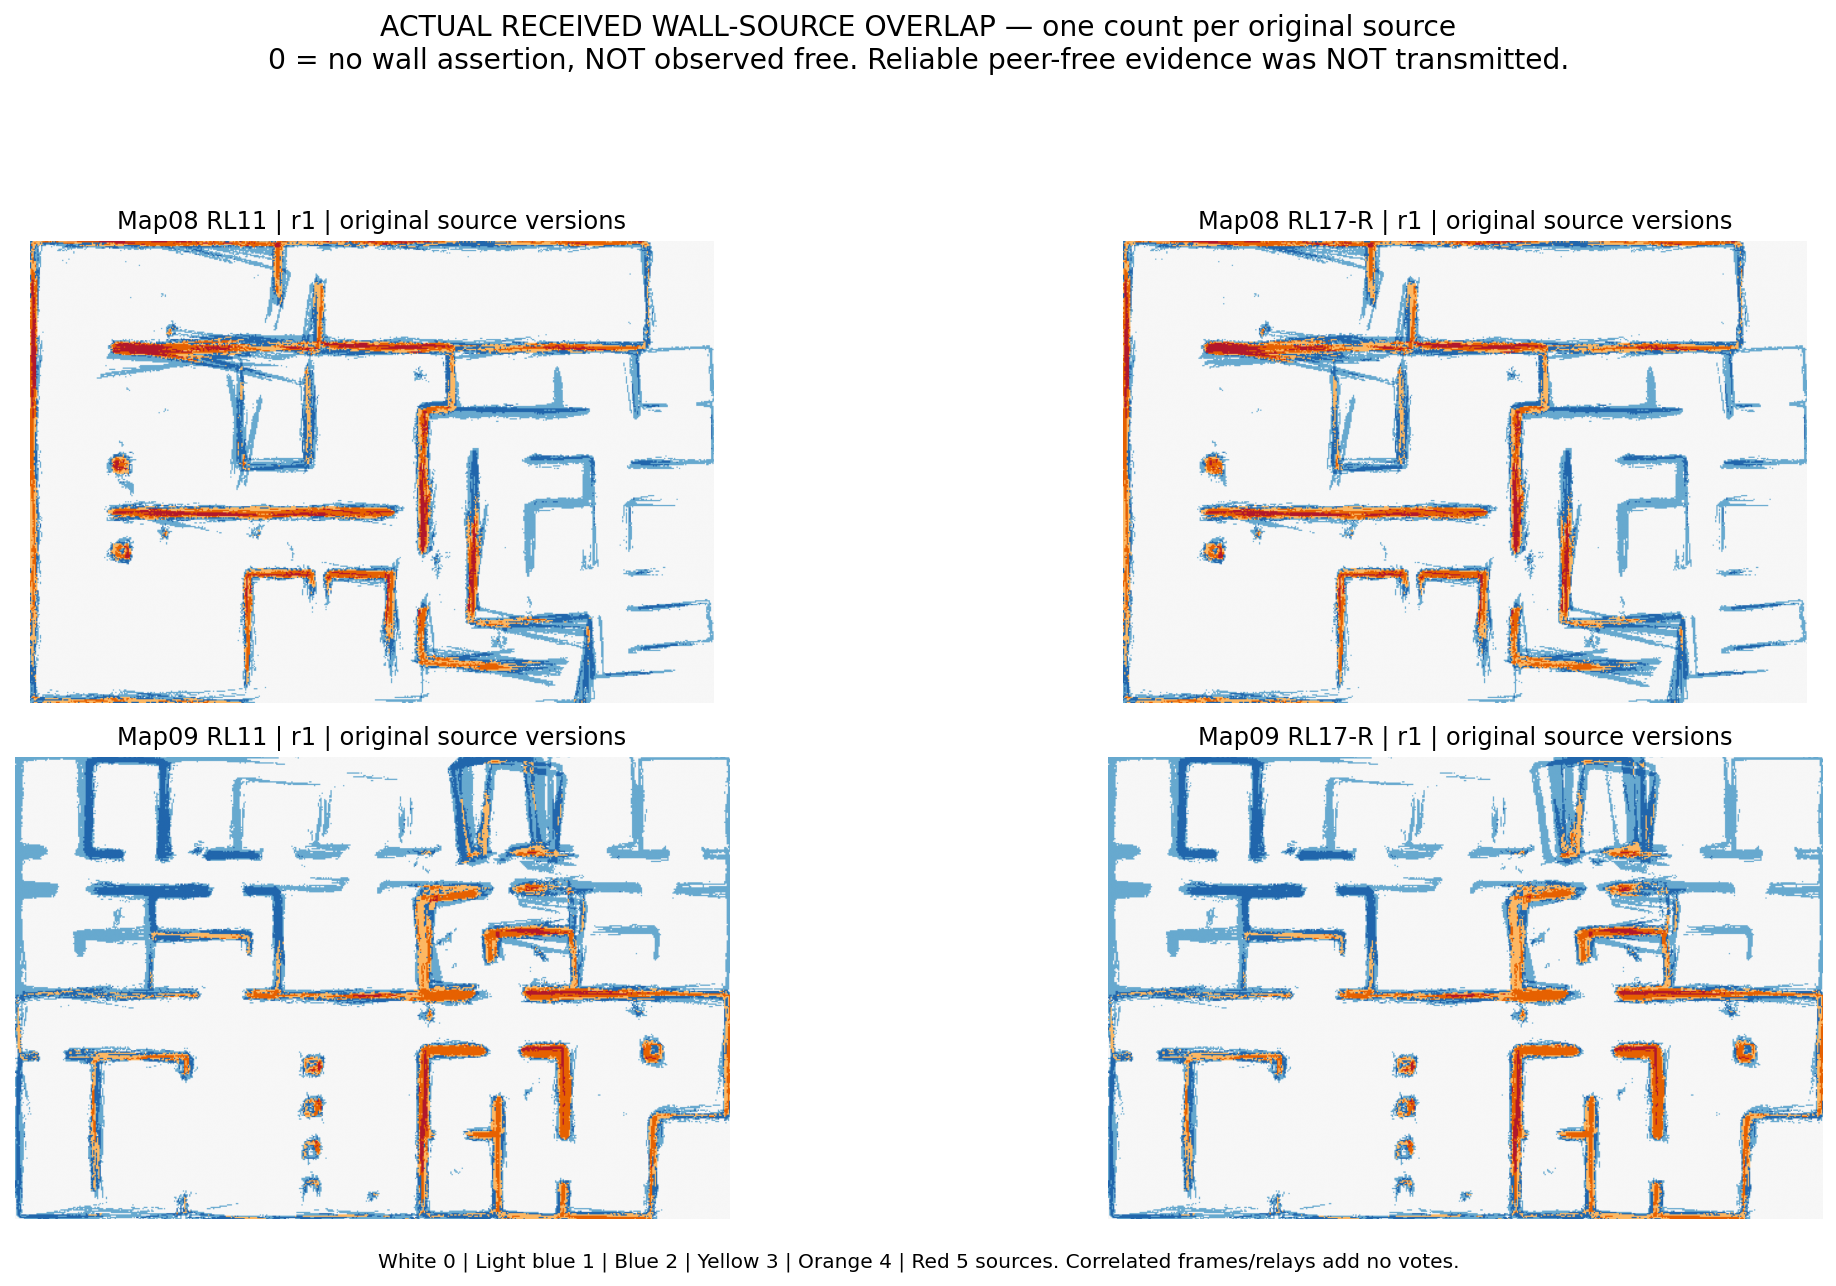 ACTUAL RECEIVED WALL-SOURCE OVERLAP — one count per original source
0 = no wall assertion, NOT observed free. Reliable peer-free evidence was NOT transmitted.
Map08 RL11 | r1 | original source versions
Map08 RL17-R | r1 | original source versions
Map09 RL11 | r1 | original source versions
Map09 RL17-R | r1 | original source versions
White 0 | Light blue 1 | Blue 2 | Yellow 3 | Orange 4 | Red 5 sources. Correlated frames/relays add no votes.